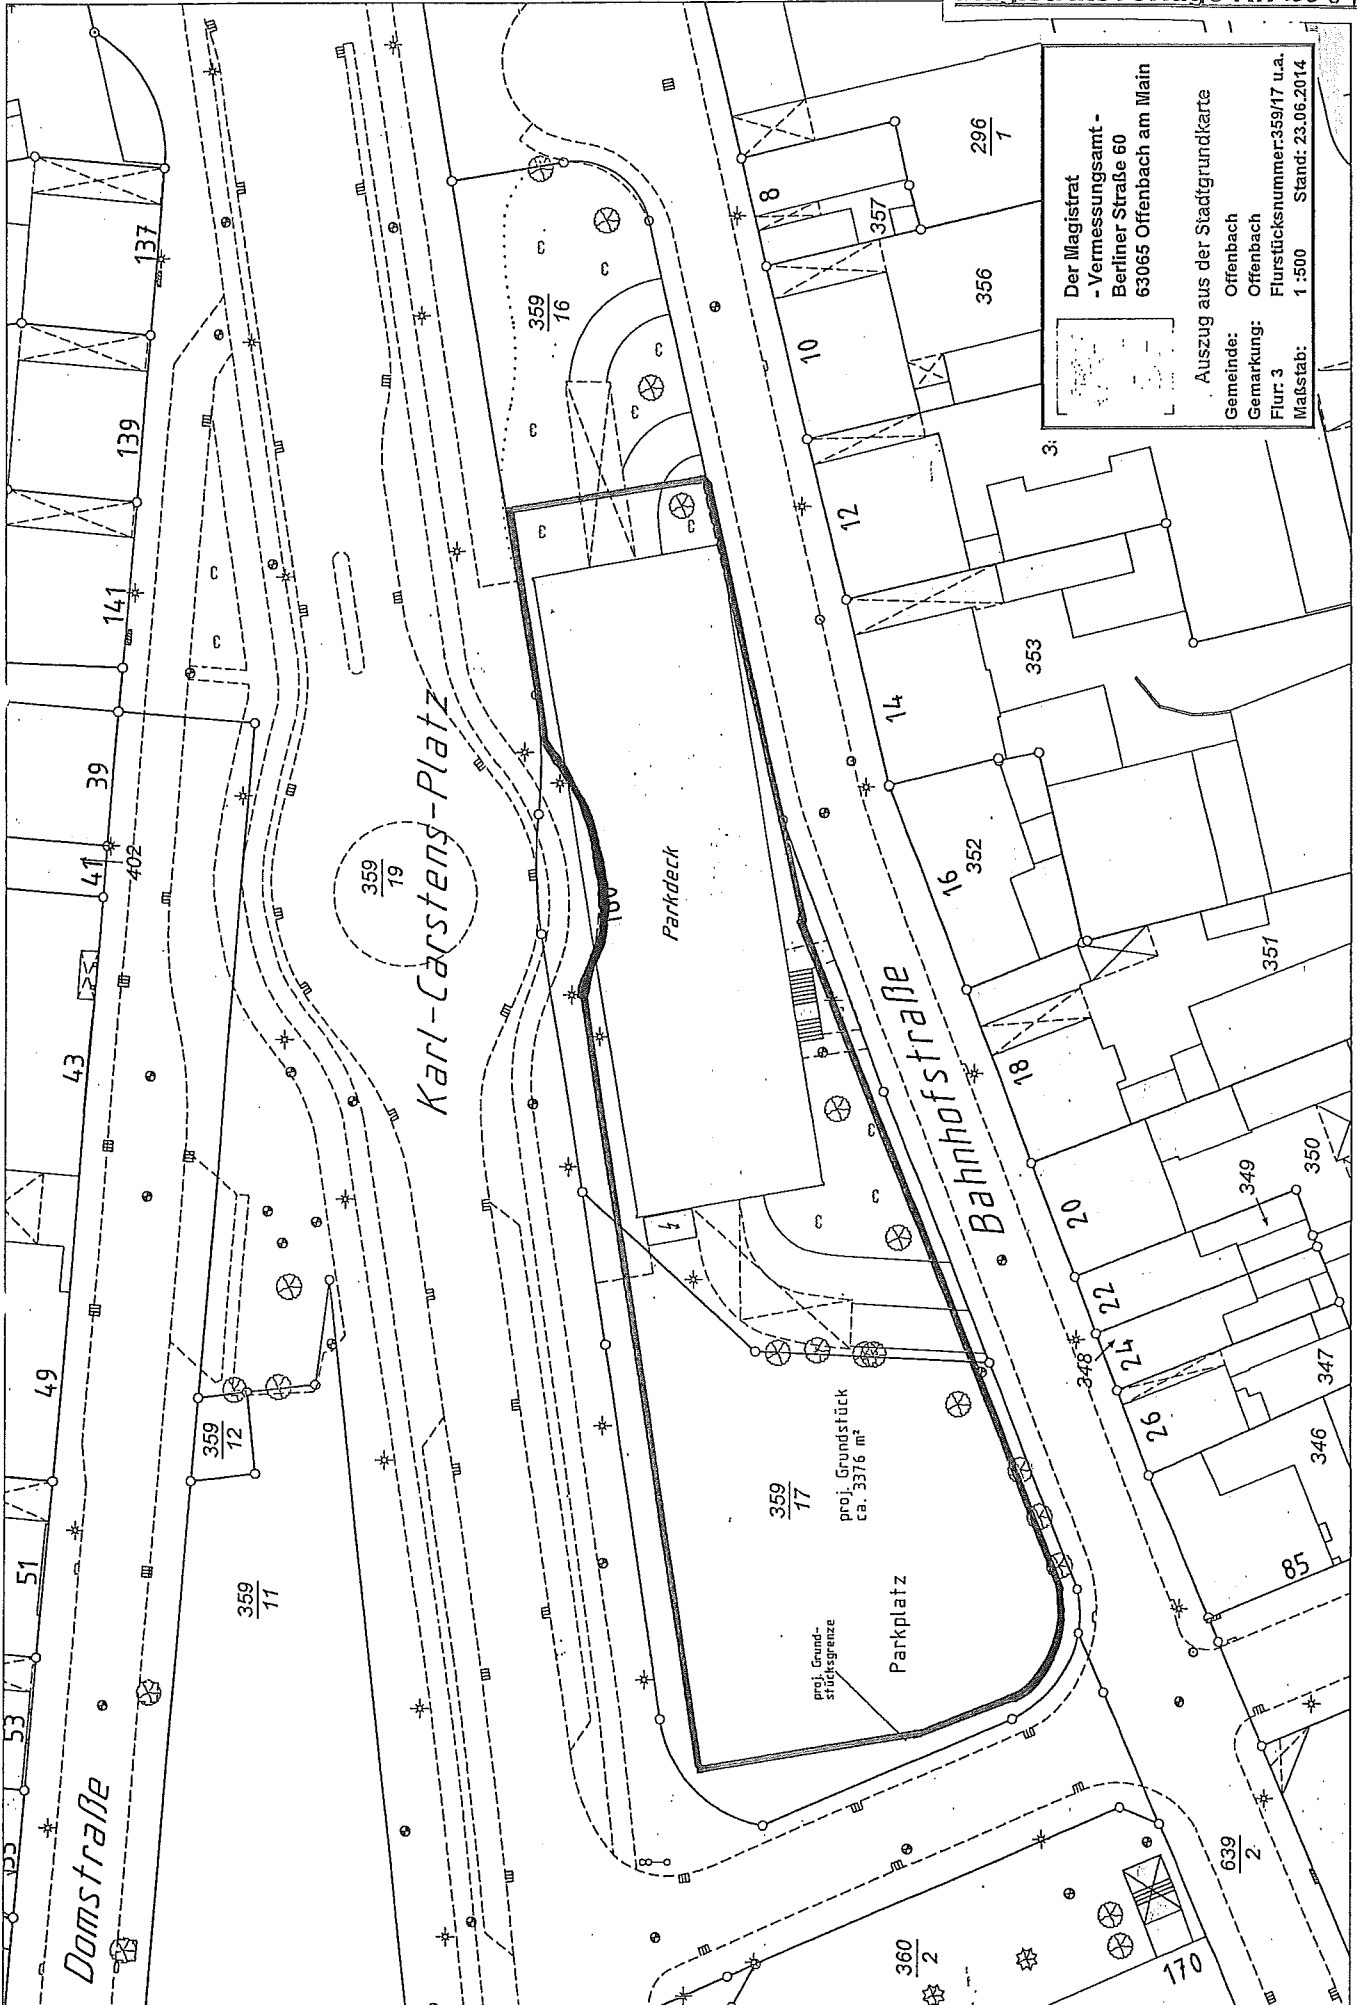 Der Magistrat
- Vermessungsamt -
Berliner Straße 60
63065 Offenbach am Main
Auszug aus der Stadtgrundkarte
Gemeinde: Offenbach
Gemarkung: Offenbach
Flur: 3 Flurstücksnummer:359/17 u.a.
Maßstab: 1:500 Stand: 23.06.2014
Domstraße
53
51
49
43
41
402
39
141
139
137
359
11
359
12
Karl-Carstens-Platz
359
19
359
16
Parkdeck
359
17
proj. Grundstück
ca. 3376 m²
Parkplatz
proj. Grund-
stücksgrenze
Bahnhofstraße
8
10
12
14
16
18
20
22
24
26
85
296
1
357
356
353
352
351
350
349
348
347
346
360
2
639
2
170